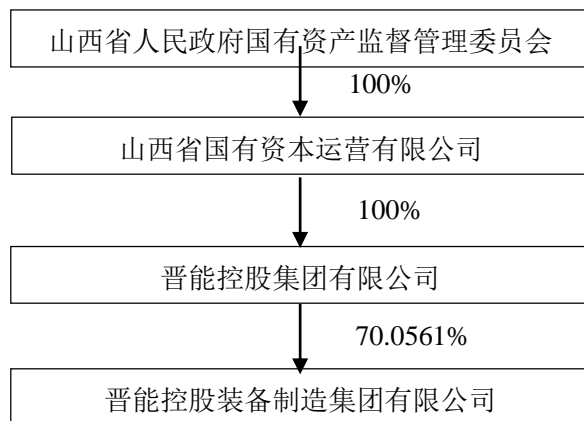 山西省人民政府国有资产监督管理委员会
100%
山西省国有资本运营有限公司
100%
晋能控股集团有限公司
70.0561%
晋能控股装备制造集团有限公司